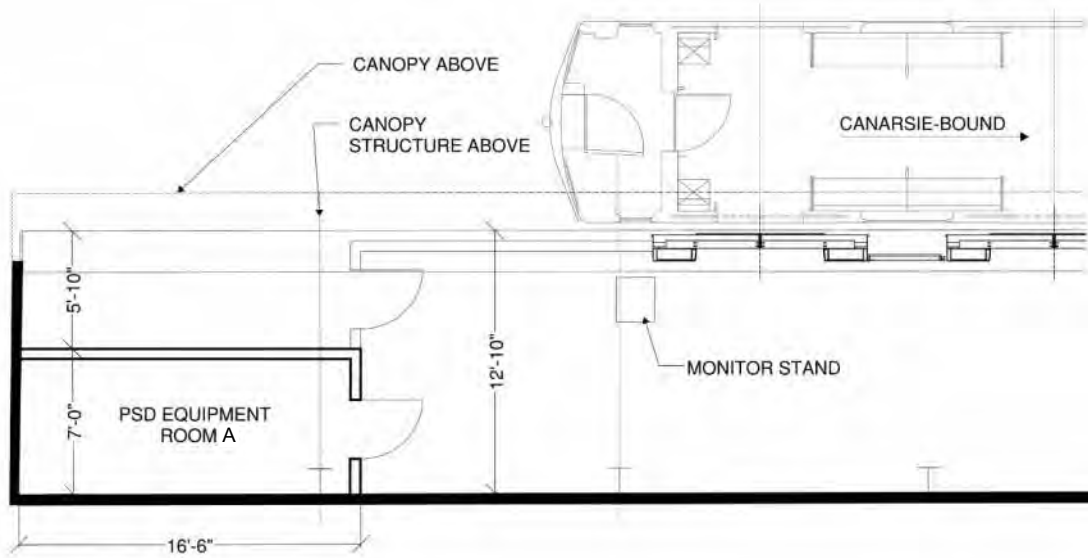 CANOPY ABOVE
CANOPY
STRUCTURE ABOVE
CANARSIE-BOUND
5'-10"
12'-10"
MONITOR STAND
7'-0"
PSD EQUIPMENT
ROOM A
16'-6"